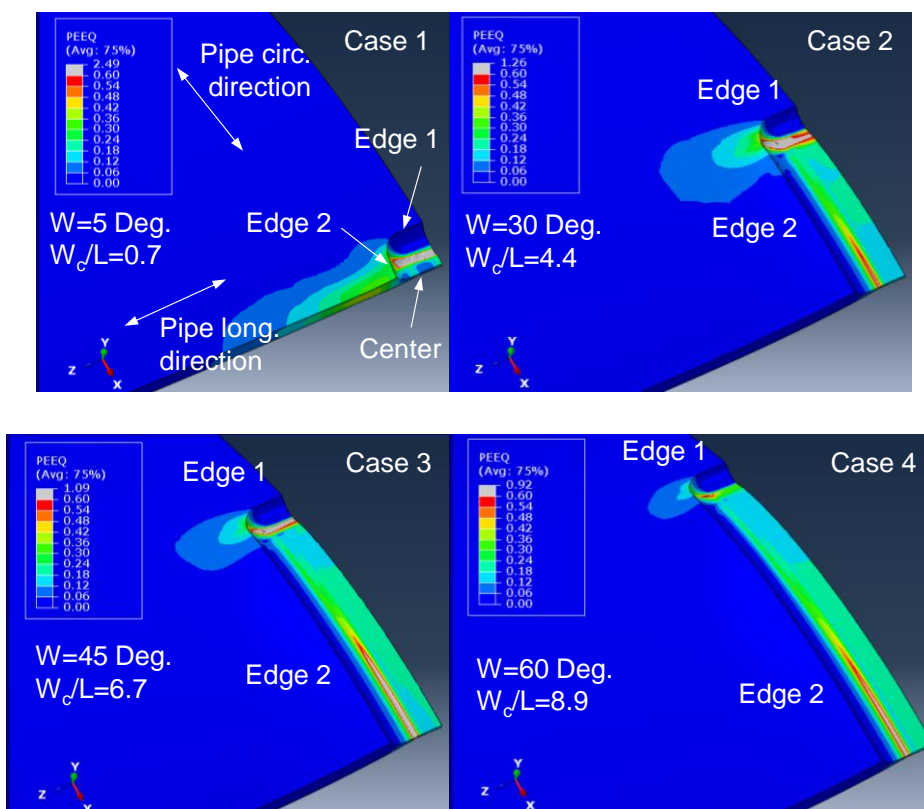 PEEQ
(Avg: 75%)
2.49
0.60
0.54
0.48
0.42
0.36
0.30
0.24
0.18
0.12
0.06
0.00
Case 1
Pipe circ.
direction
Edge 1
Edge 2
W=5 Deg.
Wc/L=0.7
Pipe long.
direction
Center
Y
Z
X
PEEQ
(Avg: 75%)
1.26
0.60
0.54
0.48
0.42
0.36
0.30
0.24
0.18
0.12
0.06
0.00
Case 2
Edge 1
Edge 2
W=30 Deg.
Wc/L=4.4
Y
Z
X
PEEQ
(Avg: 75%)
1.09
0.60
0.54
0.48
0.42
0.36
0.30
0.24
0.18
0.12
0.06
0.00
Case 3
Edge 1
Edge 2
W=45 Deg.
Wc/L=6.7
Y
Z
X
PEEQ
(Avg: 75%)
0.92
0.60
0.54
0.48
0.42
0.36
0.30
0.24
0.18
0.12
0.06
0.00
Case 4
Edge 1
Edge 2
W=60 Deg.
Wc/L=8.9
Y
Z
X